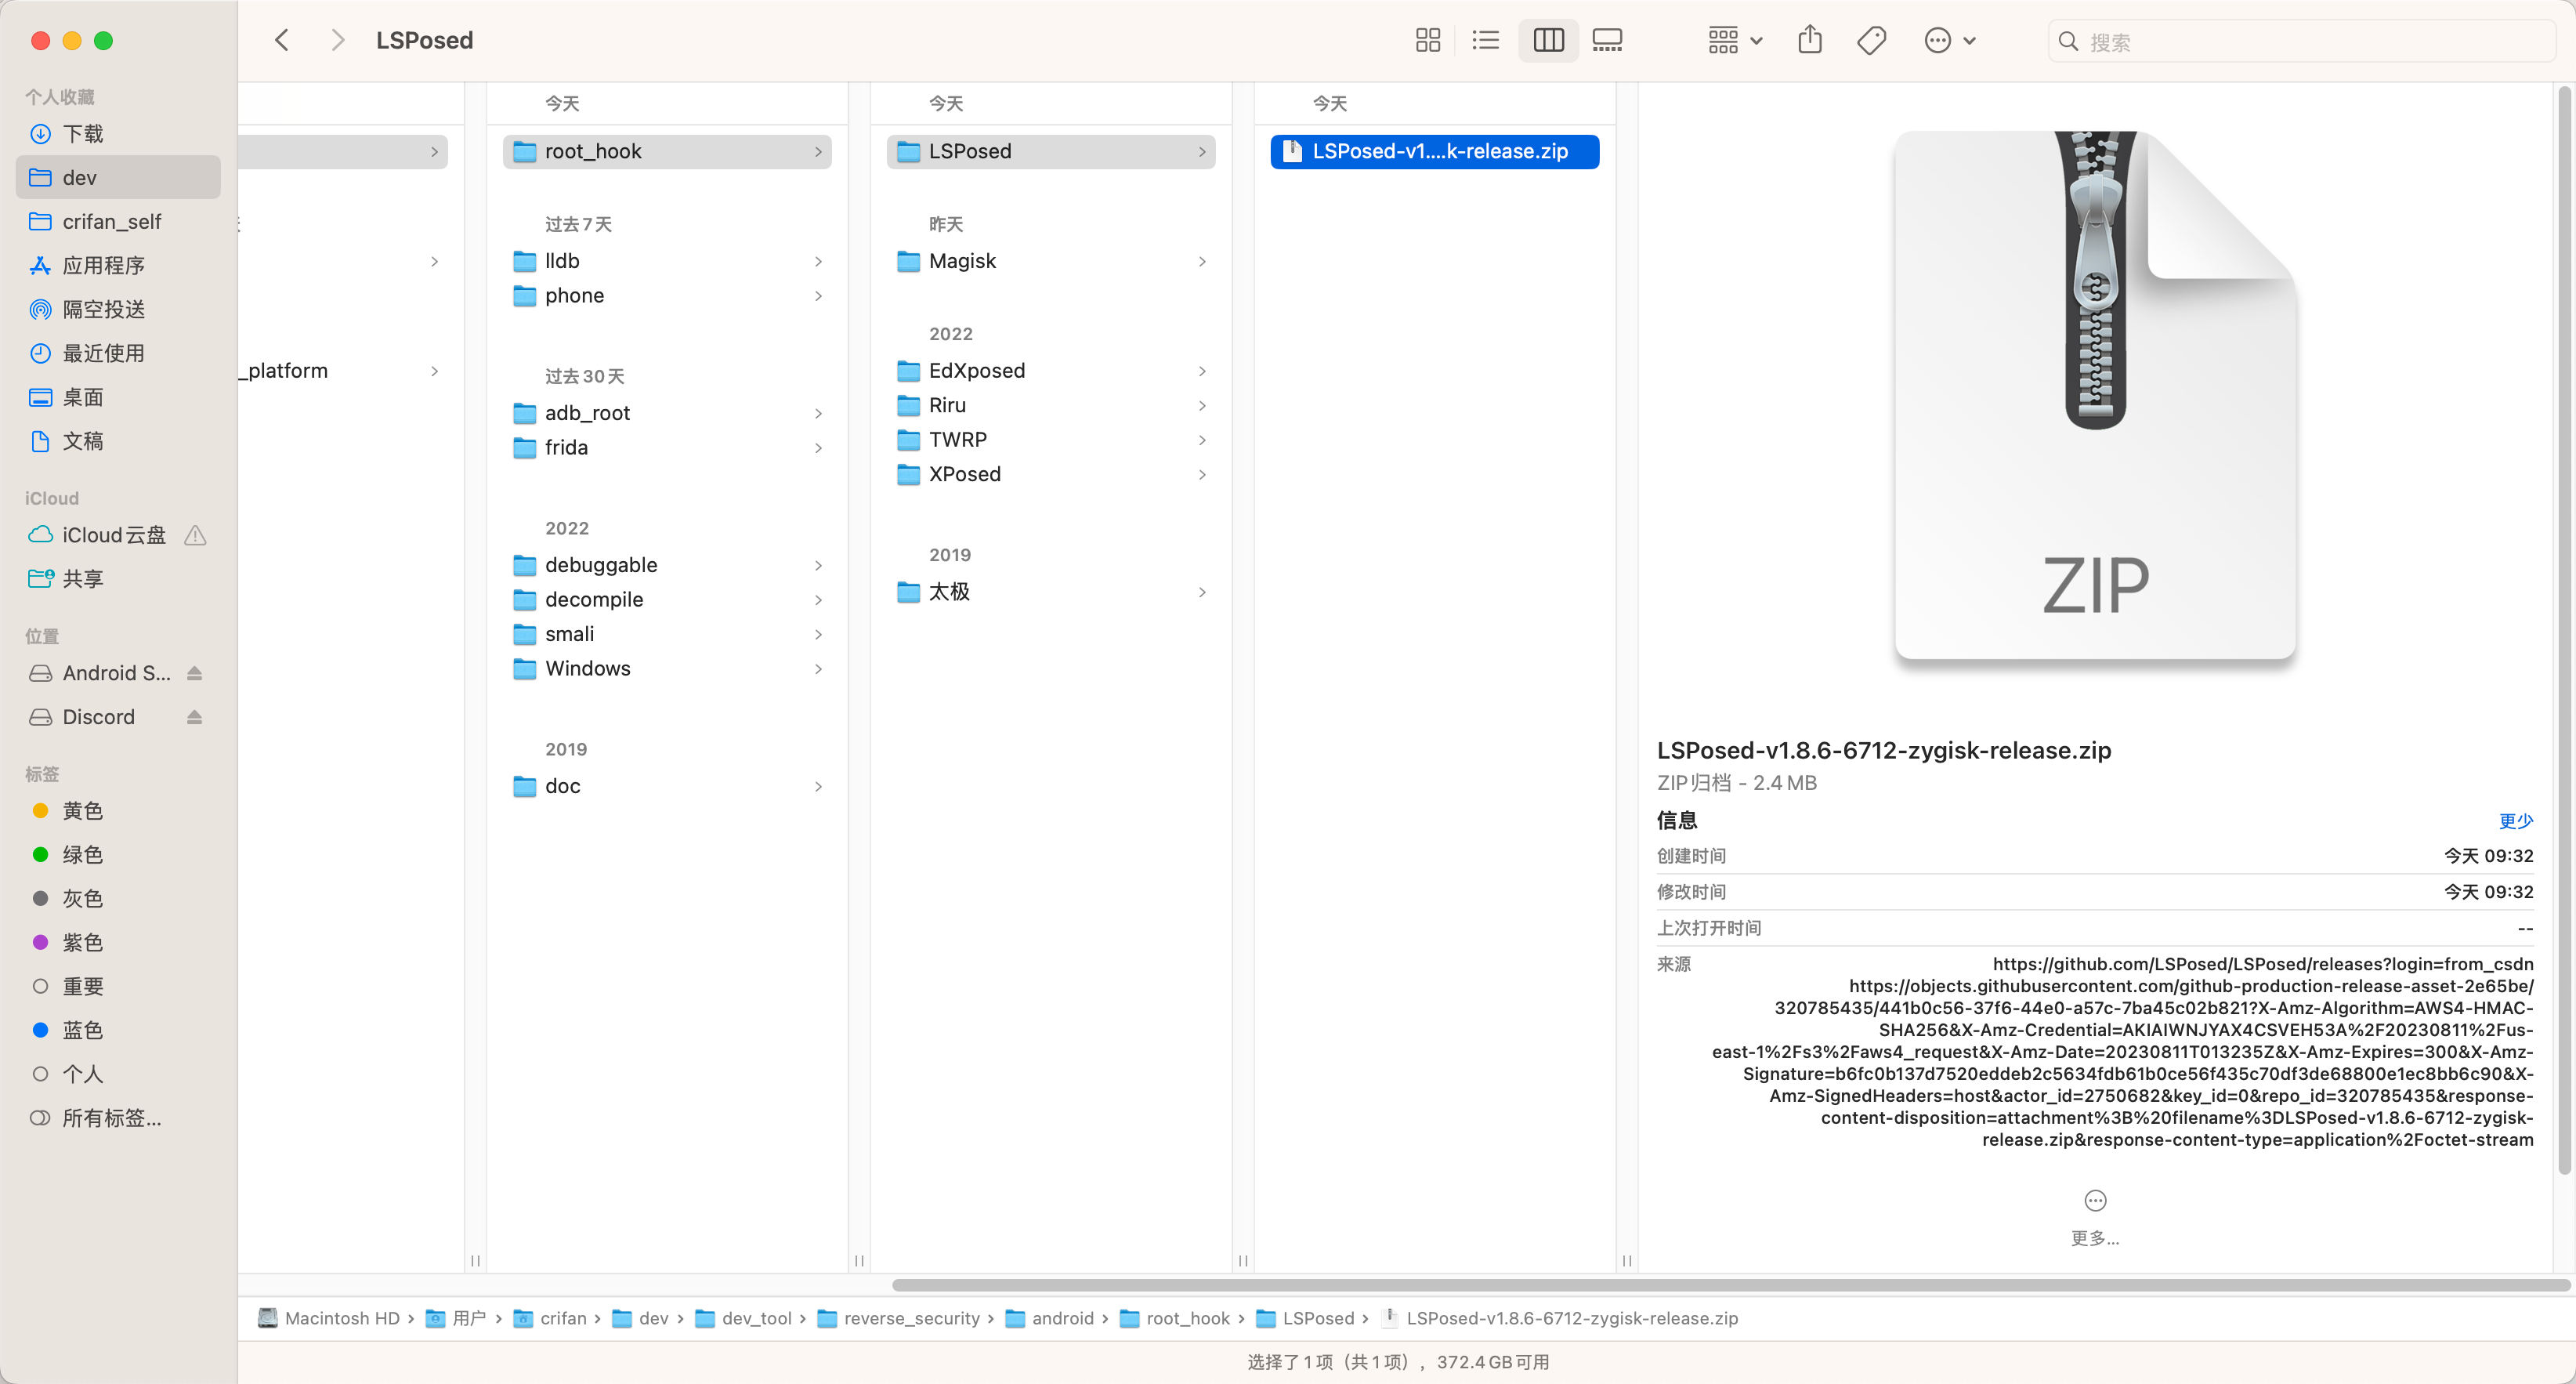 LSPosed
搜索
个人收藏
下载
dev
crifan_self
应用程序
隔空投送
最近使用
桌面
文稿
iCloud
iCloud云盘
共享
位置
Android S...
Discord
标签
黄色
绿色
灰色
紫色
重要
蓝色
个人
所有标签...
_platform
今天
root_hook
过去7天
lldb
phone
过去30天
adb_root
frida
2022
debuggable
decompile
smali
Windows
2019
doc
今天
LSPosed
昨天
Magisk
2022
EdXposed
Riru
TWRP
XPosed
2019
太极
今天
LSPosed-v1....k-release.zip
ZIP
LSPosed-v1.8.6-6712-zygisk-release.zip
ZIP归档 - 2.4 MB
信息 更少
创建时间 今天 09:32
修改时间 今天 09:32
上次打开时间 --
来源 https://github.com/LSPosed/LSPosed/releases?login=from_csdn
https://objects.githubusercontent.com/github-production-release-asset-2e65be/
320785435/441b0c56-37f6-44e0-a57c-7ba45c02b821?X-Amz-Algorithm=AWS4-HMAC-
SHA256&X-Amz-Credential=AKIAIWNJYAX4CSVEH53A%2F20230811%2Fus-
east-1%2Fs3%2Faws4_request&X-Amz-Date=20230811T013235Z&X-Amz-Expires=300&X-Amz-
Signature=b6fc0b137d7520eddeb2c5634fdb61b0ce56f435c70df3de68800e1ec8bb6c90&X-
Amz-SignedHeaders=host&actor_id=2750682&key_id=0&repo_id=320785435&response-
content-disposition=attachment%3B%20filename%3DLSPosed-v1.8.6-6712-zygisk-
release.zip&response-content-type=application%2Foctet-stream
更多...
Macintosh HD › 用户 › crifan › dev › dev_tool › reverse_security › android › root_hook › LSPosed › LSPosed-v1.8.6-6712-zygisk-release.zip
选择了1项（共1项），372.4 GB可用